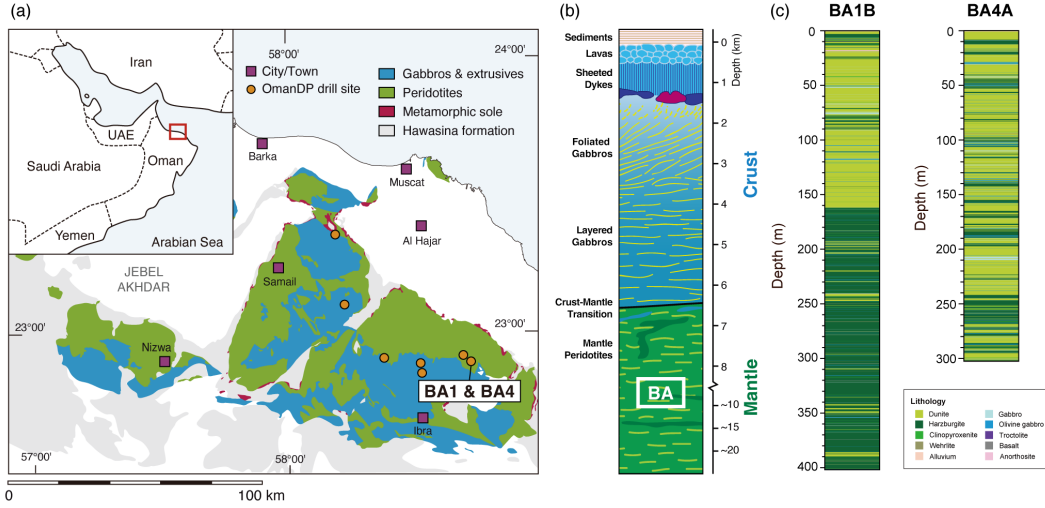 (a)
58°00'
24°00'
Iran
UAE
Saudi Arabia
Oman
Yemen
Arabian Sea
City/Town
OmanDP drill site
Gabbros & extrusives
Peridotites
Metamorphic sole
Hawasina formation
Barka
Muscat
Al Hajar
JEBEL
AKHDAR
Samail
23°00'
23°00'
Nizwa
BA1 & BA4
Ibra
57°00'
58°00'
0
100 km
(b)
Sediments
Lavas
Sheeted
Dykes
Foliated
Gabbros
Layered
Gabbros
Crust-Mantle
Transition
Mantle
Peridotites
BA
0
1
2
3
4
5
6
7
8
~10
~15
~20
Depth (km)
Crust
Mantle
(c)
BA1B
0
50
100
150
200
250
300
350
400
Depth (m)
BA4A
0
50
100
150
200
250
300
Depth (m)
Lithology
Dunite
Harzburgite
Clinopyroxenite
Wehrlite
Alluvium
Gabbro
Olivine gabbro
Troctolite
Basalt
Anorthosite